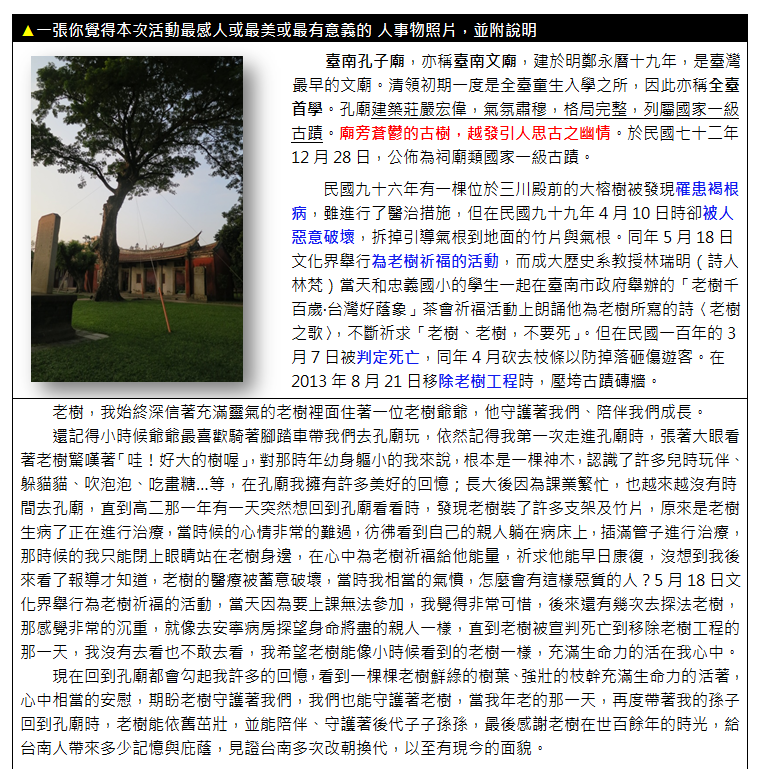 ▲一張你覺得本次活動最感人或最美或最有意義的 人事物照片，並附說明
臺南孔子廟，亦稱臺南文廟，建於明鄭永曆十九年，是臺灣
最早的文廟。清領初期一度是全臺童生入學之所，因此亦稱全臺
首學。孔廟建築莊嚴宏偉，氣氛肅穆，格局完整，列屬國家一級
古蹟。廟旁蒼鬱的古樹，越發引人思古之幽情。於民國七十二年
12 月 28 日，公佈為祠廟類國家一級古蹟。
民國九十六年有一棵位於三川殿前的大榕樹被發現罹患褐根
病，雖進行了醫治措施，但在民國九十九年 4 月 10 日時卻被人
惡意破壞，拆掉引導氣根到地面的竹片與氣根。同年 5 月 18 日
文化界舉行為老樹祈福的活動，而成大歷史系教授林瑞明（詩人
林梵）當天和忠義國小的學生一起在臺南市政府舉辦的「老樹千
百歲·台灣好蔭象」茶會祈福活動上朗誦他為老樹所寫的詩〈老樹
之歌〉，不斷祈求「老樹、老樹，不要死」。但在民國一百年的 3
月 7 日被判定死亡，同年 4 月砍去枝條以防掉落砸傷遊客。在
2013 年 8 月 21 日移除老樹工程時，壓垮古蹟磚牆。
老樹，我始終深信著充滿靈氣的老樹裡面住著一位老樹爺爺，他守護著我們、陪伴我們成長。
還記得小時候爺爺最喜歡騎著腳踏車帶我們去孔廟玩，依然記得我第一次走進孔廟時，張著大眼看
著老樹驚嘆著「哇！好大的樹喔」，對那時年幼身軀小的我來說，根本是一棵神木，認識了許多兒時玩伴、
躲貓貓、吹泡泡、吃畫糖…等，在孔廟我擁有許多美好的回憶；長大後因為課業繁忙，也越來越沒有時
間去孔廟，直到高二那一年有一天突然想回到孔廟看看時，發現老樹裝了許多支架及竹片，原來是老樹
生病了正在進行治療，當時候的心情非常的難過，彷彿看到自己的親人躺在病床上，插滿管子進行治療，
那時候的我只能閉上眼睛站在老樹身邊，在心中為老樹祈福給他能量，祈求他能早日康復，沒想到我後
來看了報導才知道，老樹的醫療被蓄意破壞，當時我相當的氣憤，怎麼會有這樣惡質的人？5 月 18 日文
化界舉行為老樹祈福的活動，當天因為要上課無法參加，我覺得非常可惜，後來還有幾次去探法老樹，
那感覺非常的沉重，就像去安寧病房探望身命將盡的親人一樣，直到老樹被宣判死亡到移除老樹工程的
那一天，我沒有去看也不敢去看，我希望老樹能像小時候看到的老樹一樣，充滿生命力的活在我心中。
現在回到孔廟都會勾起我許多的回憶，看到一棵棵老樹鮮綠的樹葉、強壯的枝幹充滿生命力的活著，
心中相當的安慰，期盼老樹守護著我們，我們也能守護著老樹，當我年老的那一天，再度帶著我的孫子
回到孔廟時，老樹能依舊茁壯，並能陪伴、守護著後代子子孫孫，最後感謝老樹在世百餘年的時光，給
台南人帶來多少記憶與庇蔭，見證台南多次改朝換代，以至有現今的面貌。